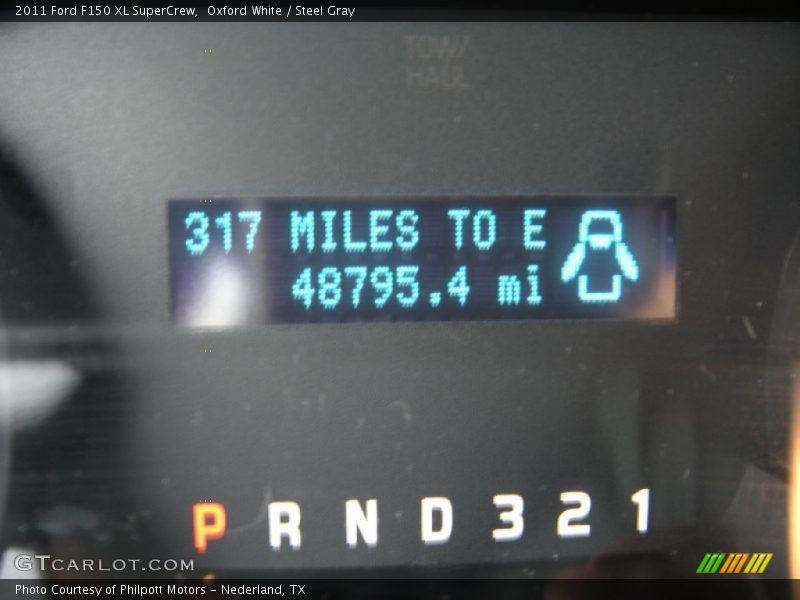 2011 Ford F150 XL SuperCrew,  Oxford White / Steel Gray
TOW/
HAUL
317 MILES TO E
48795.4 mi
P R N D 3 2 1
GTCARLOT.COM
Photo Courtesy of Philpott Motors - Nederland, TX